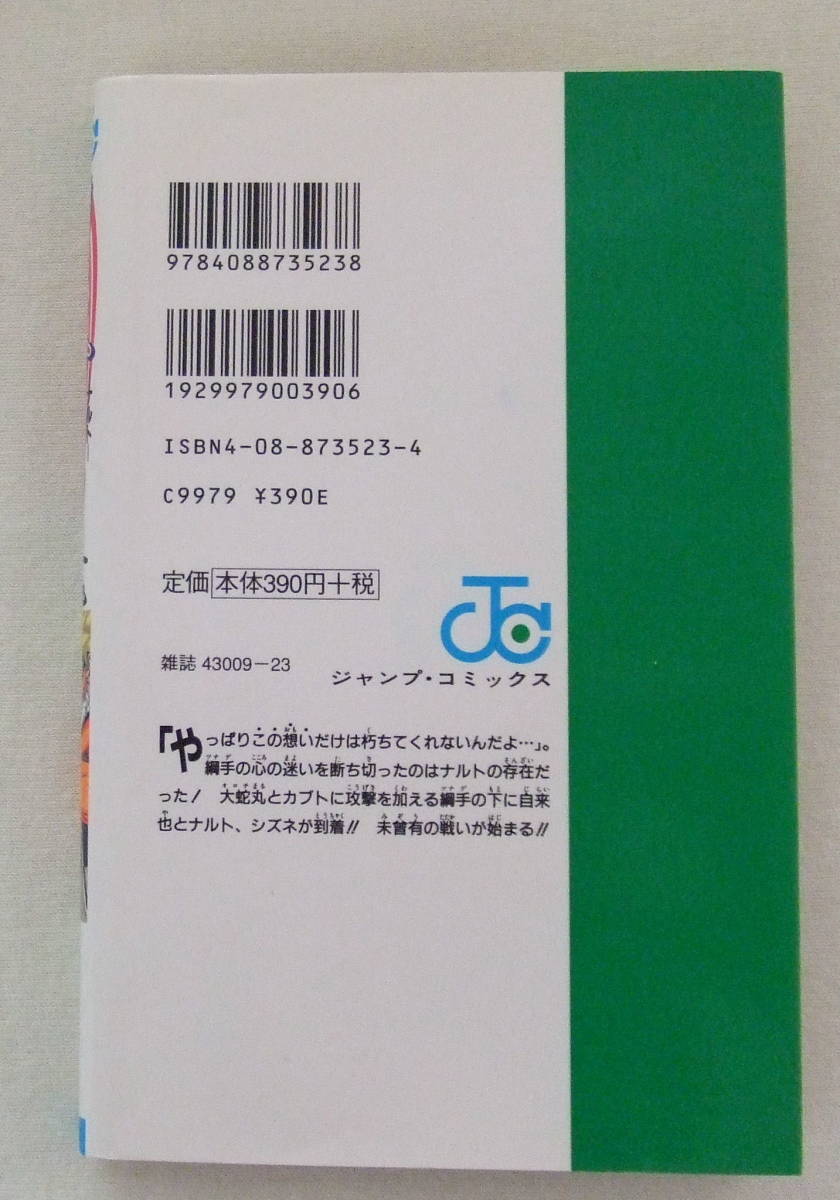 9784088735238
1929979003906
ISBN4-08-873523-4
C9979 ¥390E
定価 本体390円+税
JC
雑誌 43009-23
ジャンプ・コミックス
「やっぱりこの想いだけは朽ちてくれないんだよ…」。
綱手の心の迷いを断ち切ったのはナルトの存在だ
った! 大蛇丸とカブトに攻撃を加える綱手の下に自来
也とナルト、シズネが到着!! 未曾有の戦いが始まる!!